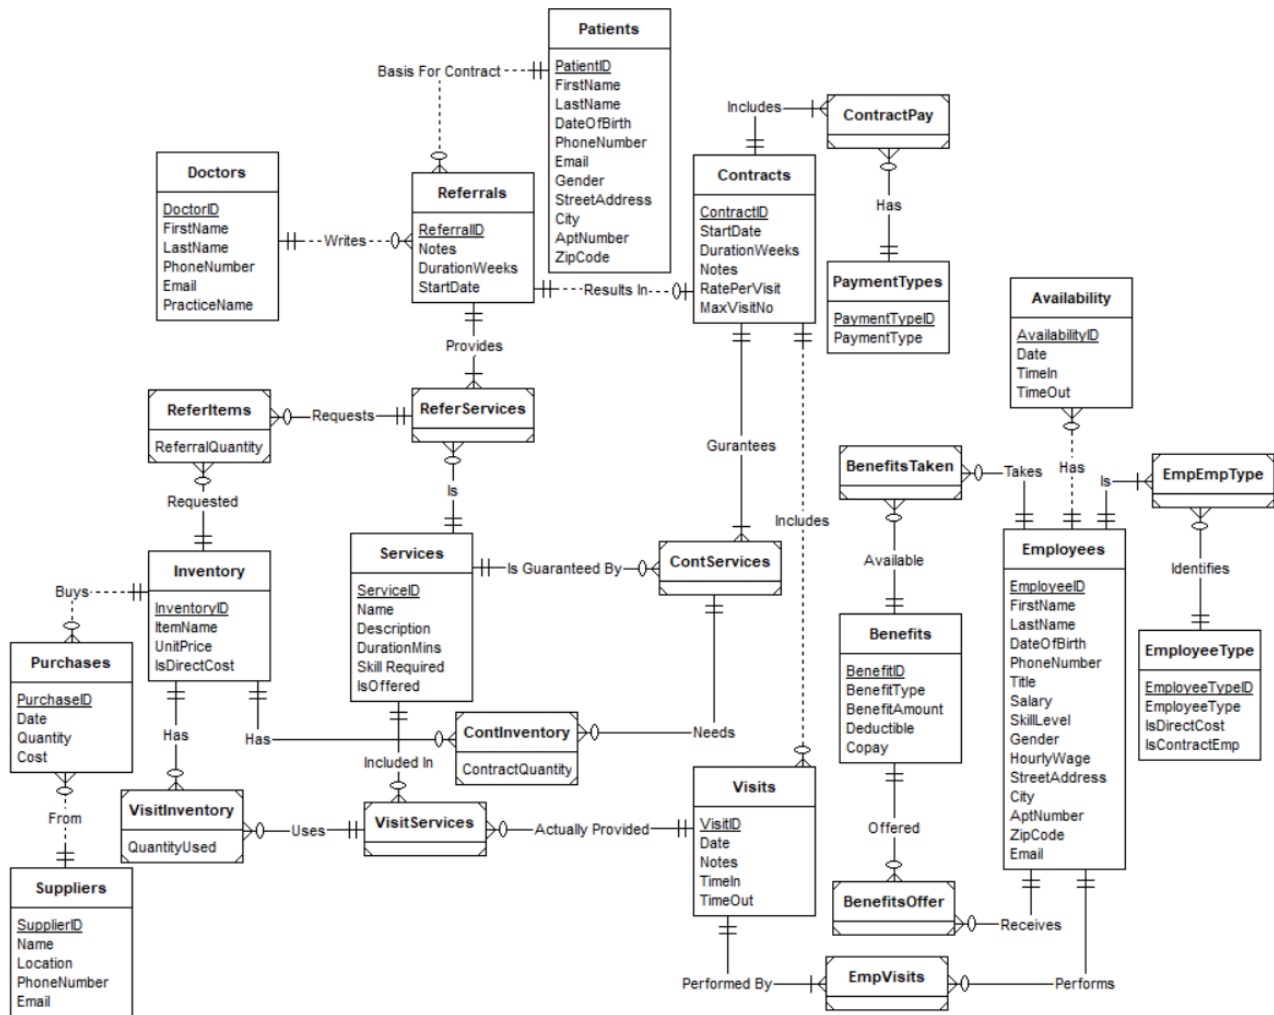 Patients
PatientID
FirstName
LastName
DateOfBirth
PhoneNumber
Email
Gender
StreetAddress
City
AptNumber
ZipCode
Basis For Contract
Includes
ContractPay
Doctors
DoctorID
FirstName
LastName
PhoneNumber
Email
PracticeName
Writes
Referrals
ReferralID
Notes
DurationWeeks
StartDate
Results In
Contracts
ContractID
StartDate
DurationWeeks
Notes
RatePerVisit
MaxVisitNo
Has
PaymentTypes
PaymentTypeID
PaymentType
Availability
AvailabilityID
Date
TimeIn
TimeOut
Provides
ReferItems
ReferralQuantity
Requests
ReferServices
Gurantees
Requested
Is
Includes
BenefitsTaken
Takes
Has
Is
EmpEmpType
Buys
Inventory
InventoryID
ItemName
UnitPrice
IsDirectCost
Services
ServiceID
Name
Description
DurationMins
Skill Required
IsOffered
Is Guaranteed By
ContServices
Available
Employees
EmployeeID
FirstName
LastName
DateOfBirth
PhoneNumber
Title
Salary
SkillLevel
Gender
HourlyWage
StreetAddress
City
AptNumber
ZipCode
Email
Identifies
EmployeeType
EmployeeTypeID
EmployeeType
IsDirectCost
IsContractEmp
Purchases
PurchaseID
Date
Quantity
Cost
Benefits
BenefitID
BenefitType
BenefitAmount
Deductible
Copay
Has
Has
ContInventory
ContractQuantity
Needs
Included In
From
VisitInventory
QuantityUsed
Uses
VisitServices
Actually Provided
Visits
VisitID
Date
Notes
TimeIn
TimeOut
Offered
Suppliers
SupplierID
Name
Location
PhoneNumber
Email
BenefitsOffer
Receives
Performed By
EmpVisits
Performs